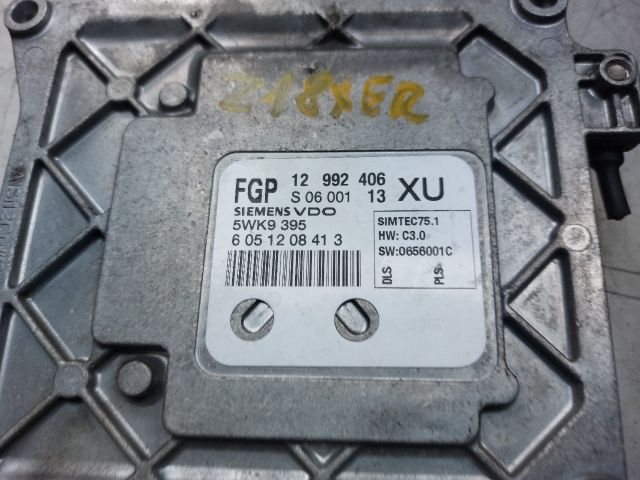 Z18XER
FGP 12 992 406 XU
S 06 001 13
SIEMENS VDO
5WK9 395
6 05 12 08 41 3
SIMTEC75.1
HW: C3.0
SW:0656001C
DLS
PLS